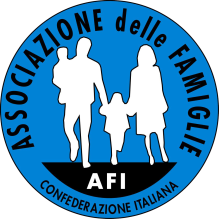 ASSOCIAZIONE delle FAMIGLIE
AFI
CONFEDERAZIONE ITALIANA